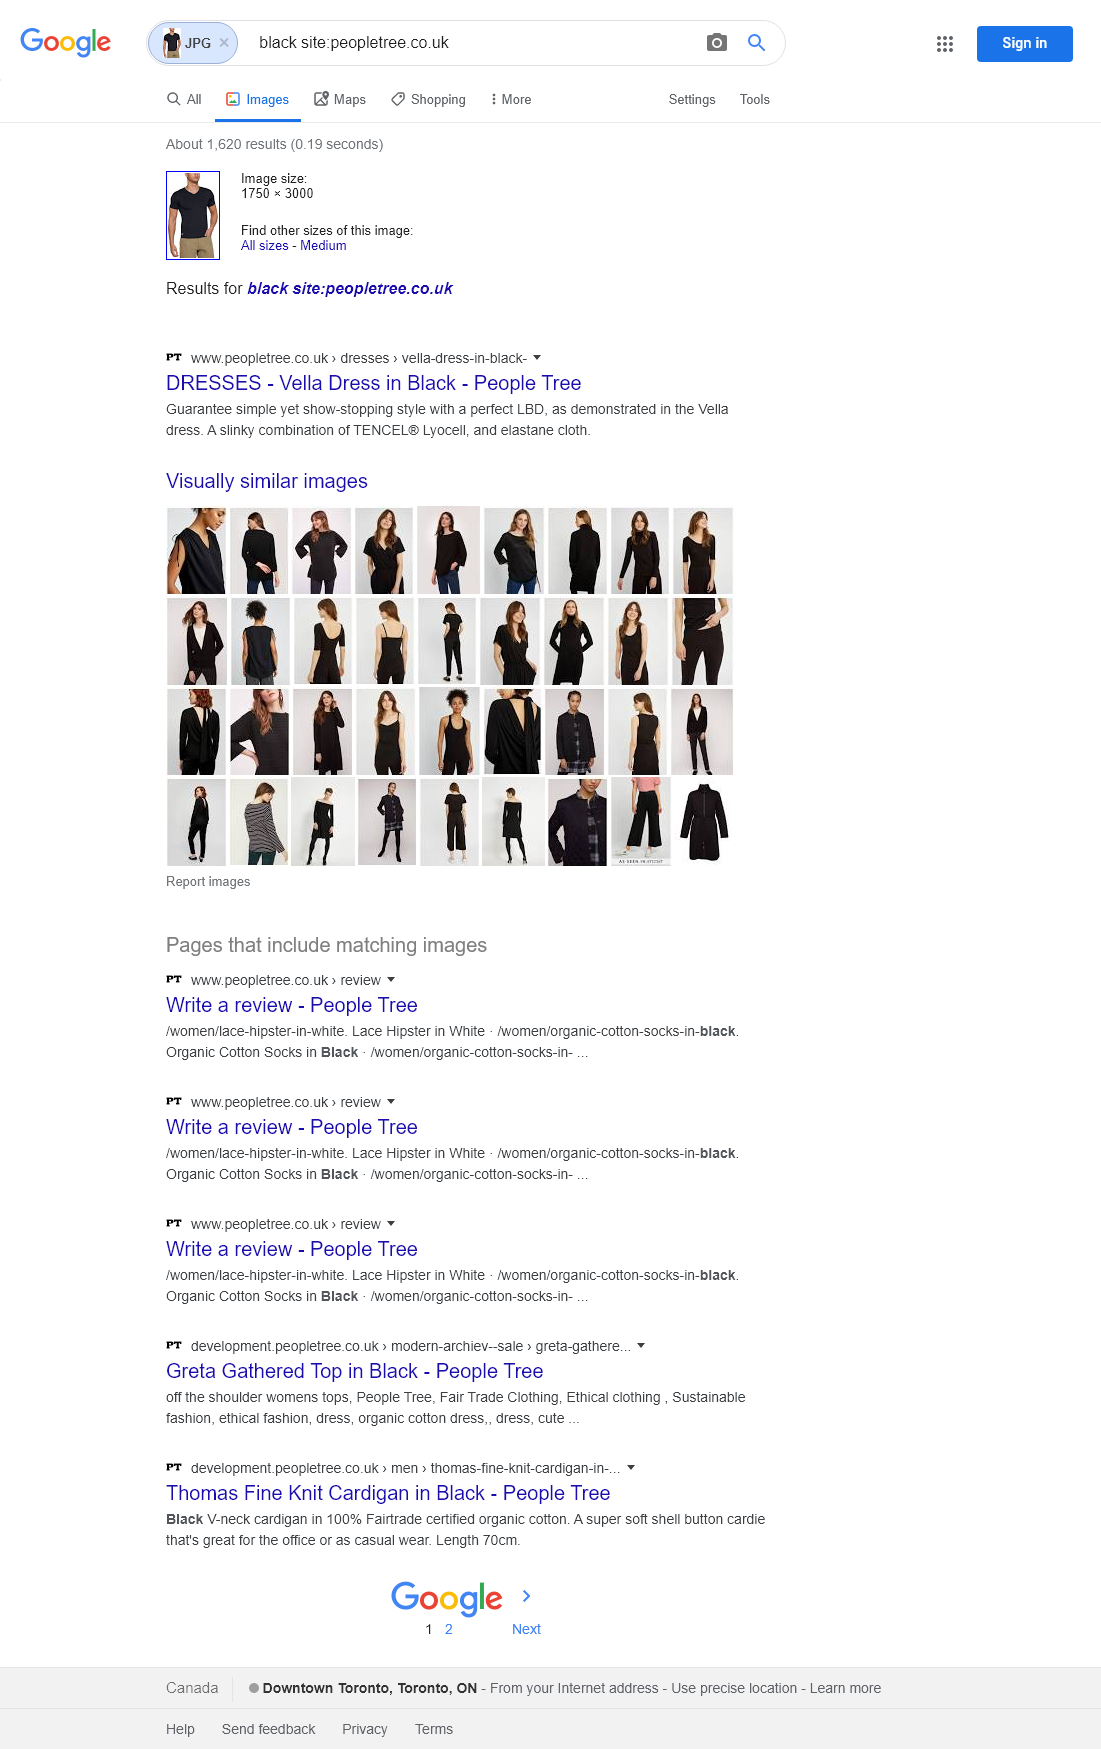 Google
JPG × black site:peopletree.co.uk
Sign in
All Images Maps Shopping More Settings Tools
About 1,620 results (0.19 seconds)
Image size:
1750 × 3000
Find other sizes of this image:
All sizes - Medium
Results for black site:peopletree.co.uk
PT www.peopletree.co.uk › dresses › vella-dress-in-black-
DRESSES - Vella Dress in Black - People Tree
Guarantee simple yet show-stopping style with a perfect LBD, as demonstrated in the Vella
dress. A slinky combination of TENCEL® Lyocell, and elastane cloth.
Visually similar images
AS SEEN IN STYLIST
Report images
Pages that include matching images
PT www.peopletree.co.uk › review
Write a review - People Tree
/women/lace-hipster-in-white. Lace Hipster in White · /women/organic-cotton-socks-in-black.
Organic Cotton Socks in Black · /women/organic-cotton-socks-in- ...
PT www.peopletree.co.uk › review
Write a review - People Tree
/women/lace-hipster-in-white. Lace Hipster in White · /women/organic-cotton-socks-in-black.
Organic Cotton Socks in Black · /women/organic-cotton-socks-in- ...
PT www.peopletree.co.uk › review
Write a review - People Tree
/women/lace-hipster-in-white. Lace Hipster in White · /women/organic-cotton-socks-in-black.
Organic Cotton Socks in Black · /women/organic-cotton-socks-in- ...
PT development.peopletree.co.uk › modern-archiev--sale › greta-gathere...
Greta Gathered Top in Black - People Tree
off the shoulder womens tops, People Tree, Fair Trade Clothing, Ethical clothing , Sustainable
fashion, ethical fashion, dress, organic cotton dress,, dress, cute ...
PT development.peopletree.co.uk › men › thomas-fine-knit-cardigan-in-...
Thomas Fine Knit Cardigan in Black - People Tree
Black V-neck cardigan in 100% Fairtrade certified organic cotton. A super soft shell button cardie
that's great for the office or as casual wear. Length 70cm.
Google
1 2 Next
Canada Downtown Toronto, Toronto, ON - From your Internet address - Use precise location - Learn more
Help Send feedback Privacy Terms